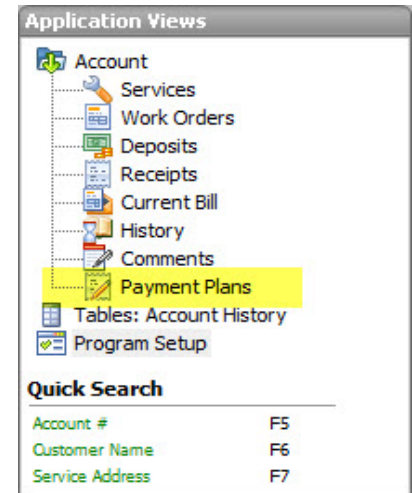 Application Views
Account
Services
Work Orders
Deposits
Receipts
Current Bill
History
Comments
Payment Plans
Tables: Account History
Program Setup
Quick Search
Account # F5
Customer Name F6
Service Address F7